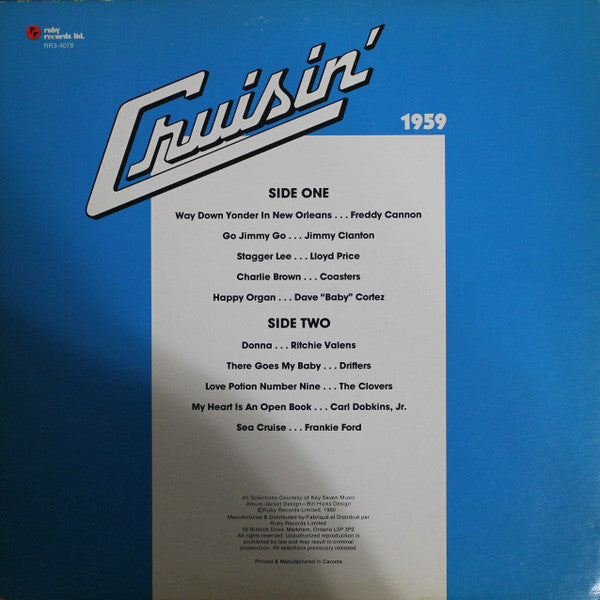 ruby
records ltd.
RR3-4078
Cruisin'
1959
SIDE ONE
Way Down Yonder In New Orleans . . . Freddy Cannon
Go Jimmy Go . . . Jimmy Clanton
Stagger Lee . . . Lloyd Price
Charlie Brown . . . Coasters
Happy Organ . . . Dave "Baby" Cortez
SIDE TWO
Donna . . . Ritchie Valens
There Goes My Baby . . . Drifters
Love Potion Number Nine . . . The Clovers
My Heart Is An Open Book . . . Carl Dobkins, Jr.
Sea Cruise . . . Frankie Ford
All Selections Courtesy of Key Seven Music
Album Jacket Design—Bill Hicks Design
©Ruby Records Limited, 1980
Manufactured & Distributed by/Fabriqué et Distribué par
Ruby Records Limited
30 Bullock Drive, Markham, Ontario L3P 3P2
All rights reserved. Unauthorized reproduction is
prohibited by law and may result in criminal
prosecution. All selections previously released
Printed & Manufactured in Canada